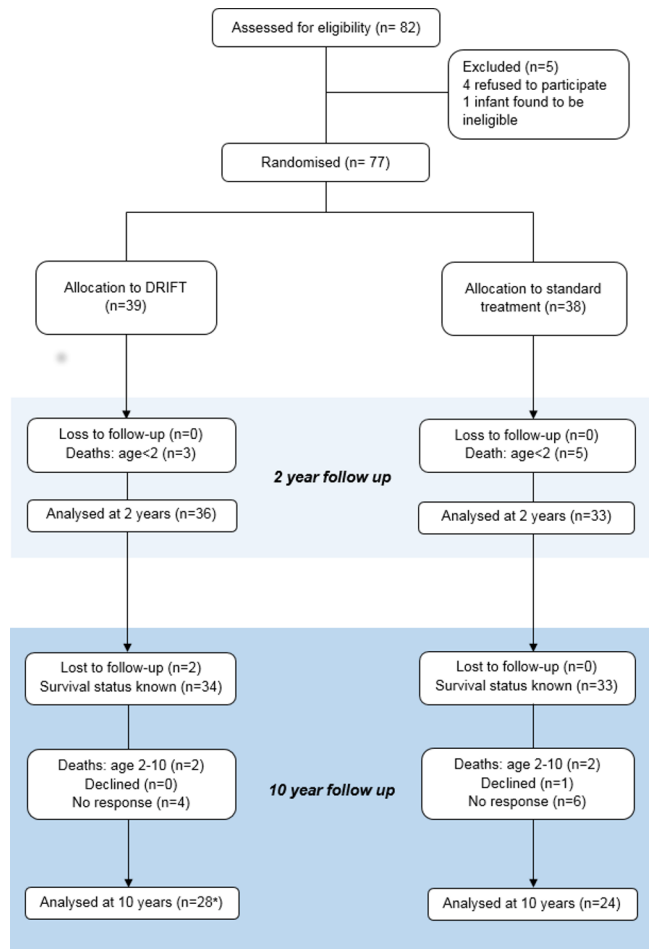 Assessed for eligibility (n= 82)
Excluded (n=5)
4 refused to participate
1 infant found to be
ineligible
Randomised (n= 77)
Allocation to DRIFT
(n=39)
Allocation to standard
treatment (n=38)
Loss to follow-up (n=0)
Deaths: age<2 (n=3)
Loss to follow-up (n=0)
Death: age<2 (n=5)
2 year follow up
Analysed at 2 years (n=36)
Analysed at 2 years (n=33)
Lost to follow-up (n=2)
Survival status known (n=34)
Lost to follow-up (n=0)
Survival status known (n=33)
Deaths: age 2-10 (n=2)
Declined (n=0)
No response (n=4)
Deaths: age 2-10 (n=2)
Declined (n=1)
No response (n=6)
10 year follow up
Analysed at 10 years (n=28*)
Analysed at 10 years (n=24)